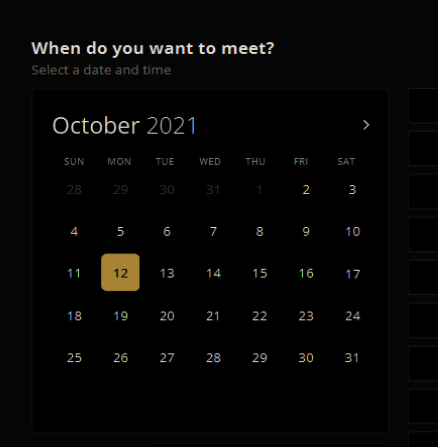 When do you want to meet?
Select a date and time
October 2021 >
SUN MON TUE WED THU FRI SAT
28 29 30 31 1 2 3
4 5 6 7 8 9 10
11 12 13 14 15 16 17
18 19 20 21 22 23 24
25 26 27 28 29 30 31